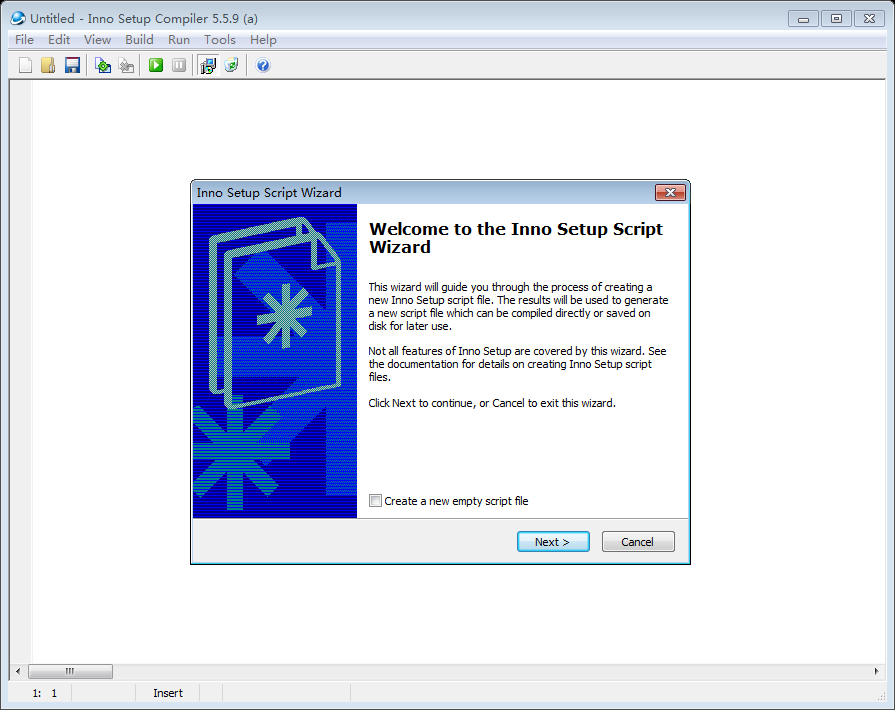 Untitled - Inno Setup Compiler 5.5.9 (a)
File Edit View Build Run Tools Help
Inno Setup Script Wizard
Welcome to the Inno Setup Script
Wizard
This wizard will guide you through the process of creating a
new Inno Setup script file. The results will be used to generate
a new script file which can be compiled directly or saved on
disk for later use.
Not all features of Inno Setup are covered by this wizard. See
the documentation for details on creating Inno Setup script
files.
Click Next to continue, or Cancel to exit this wizard.
Create a new empty script file
Next > Cancel
1: 1 Insert